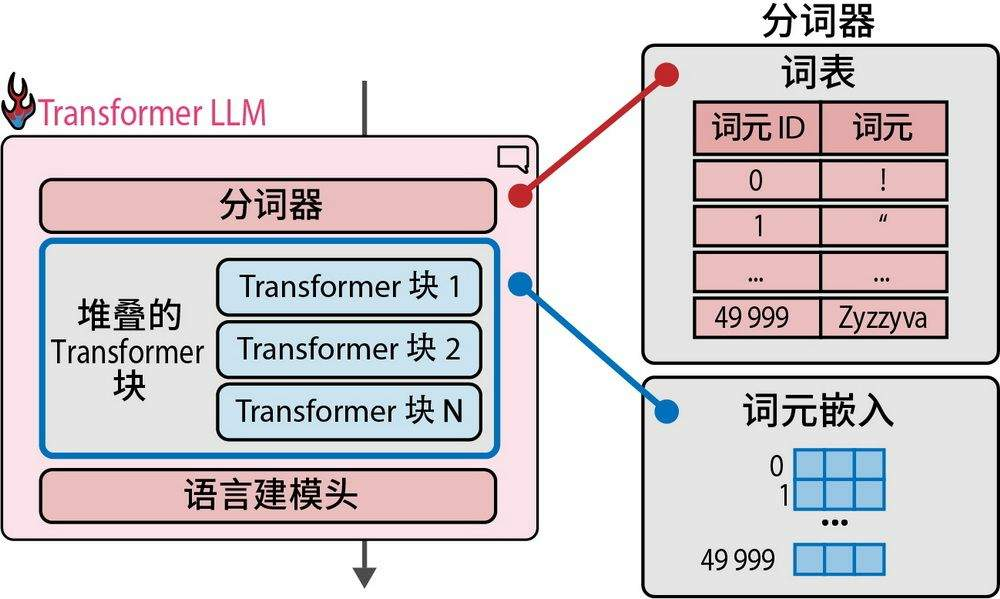 Transformer LLM
分词器
堆叠的
Transformer
块
Transformer 块 1
Transformer 块 2
Transformer 块 N
语言建模头
分词器
词表
词元 ID 词元
0 !
1 “
... ...
49 999 Zyzzyva
词元嵌入
0
1
...
49 999